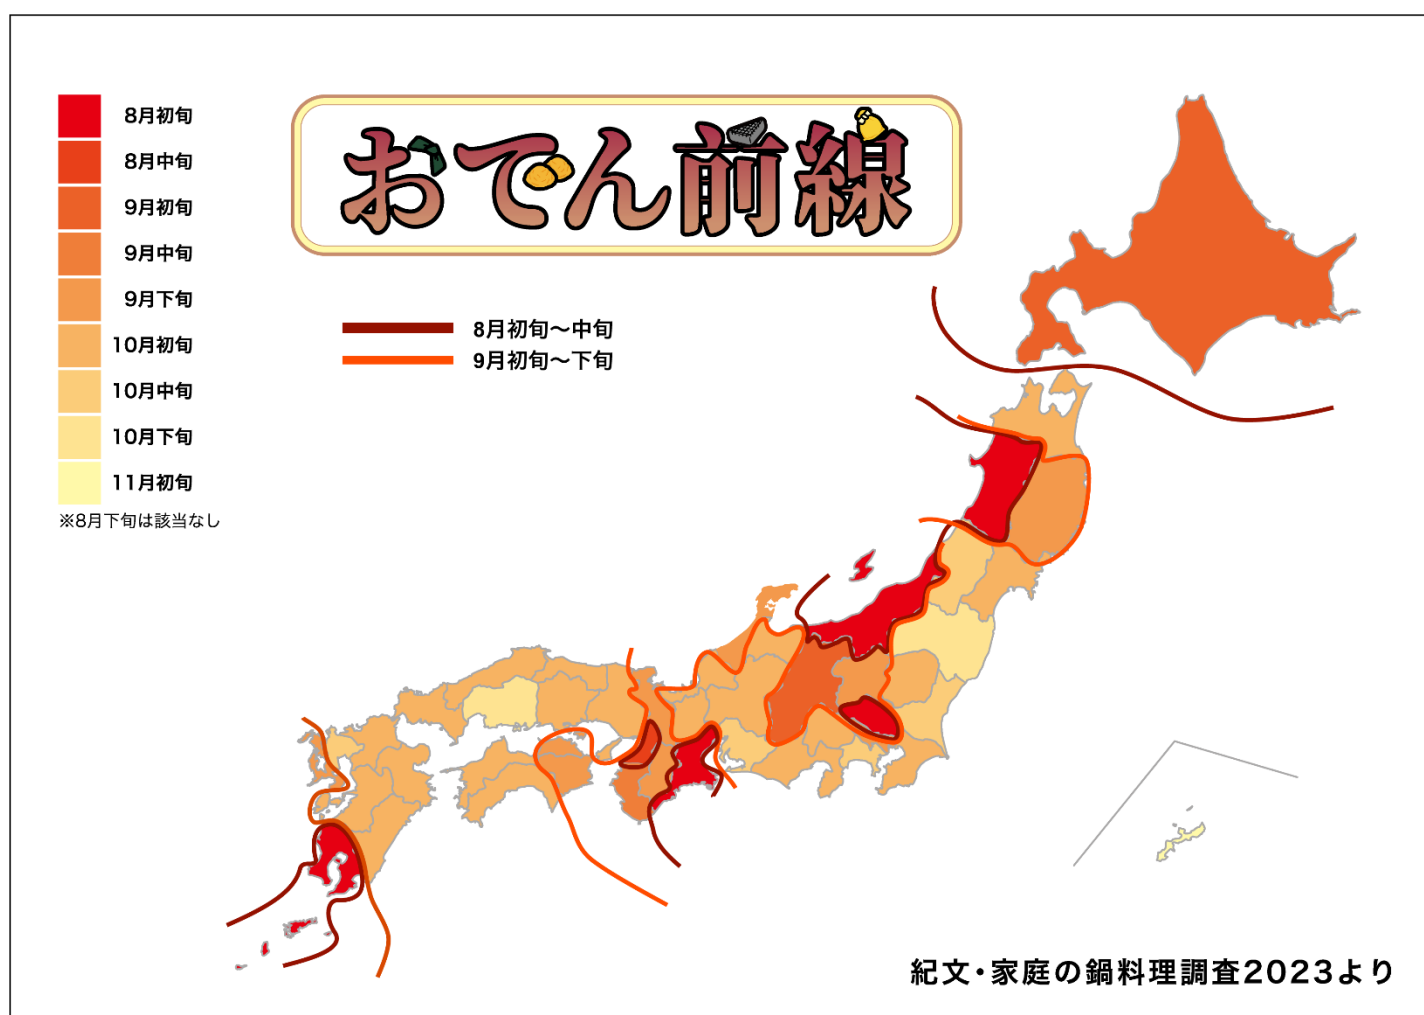 おでん前線
8月初旬
8月中旬
9月初旬
9月中旬
9月下旬
10月初旬
10月中旬
10月下旬
11月初旬
※8月下旬は該当なし
8月初旬〜中旬
9月初旬〜下旬
紀文・家庭の鍋料理調査2023より